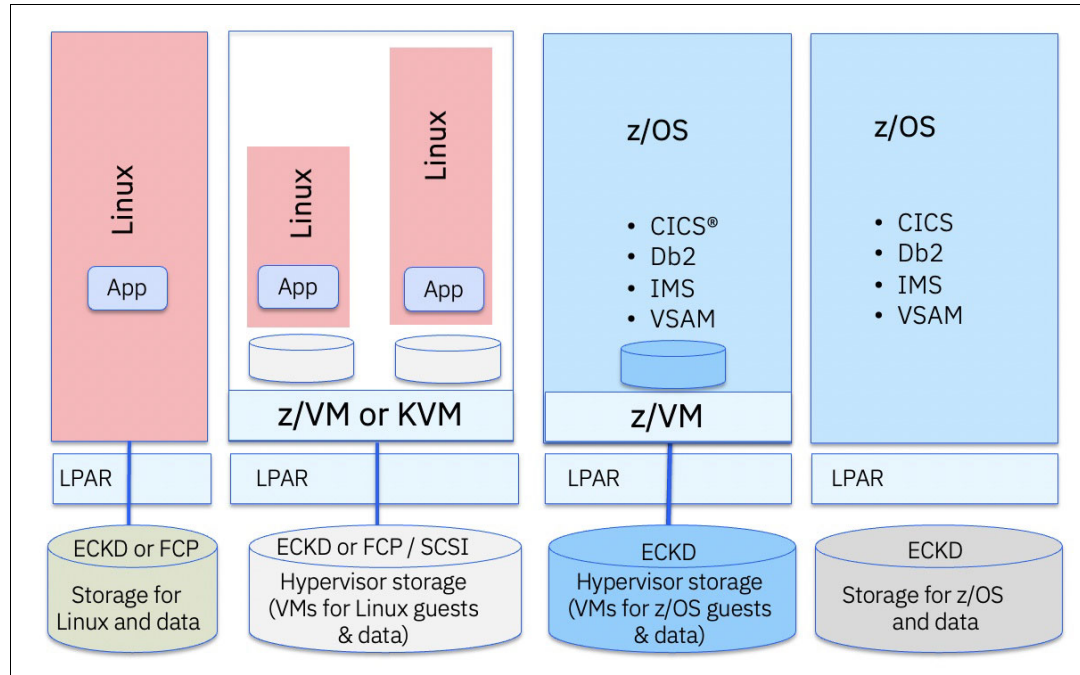 Linux
App
LPAR
ECKD or FCP
Storage for
Linux and data
Linux
App
Linux
App
z/VM or KVM
LPAR
ECKD or FCP / SCSI
Hypervisor storage
(VMs for Linux guests
& data)
z/OS
• CICS®
• Db2
• IMS
• VSAM
z/VM
LPAR
ECKD
Hypervisor storage
(VMs for z/OS guests
& data)
z/OS
• CICS
• Db2
• IMS
• VSAM
LPAR
ECKD
Storage for z/OS
and data